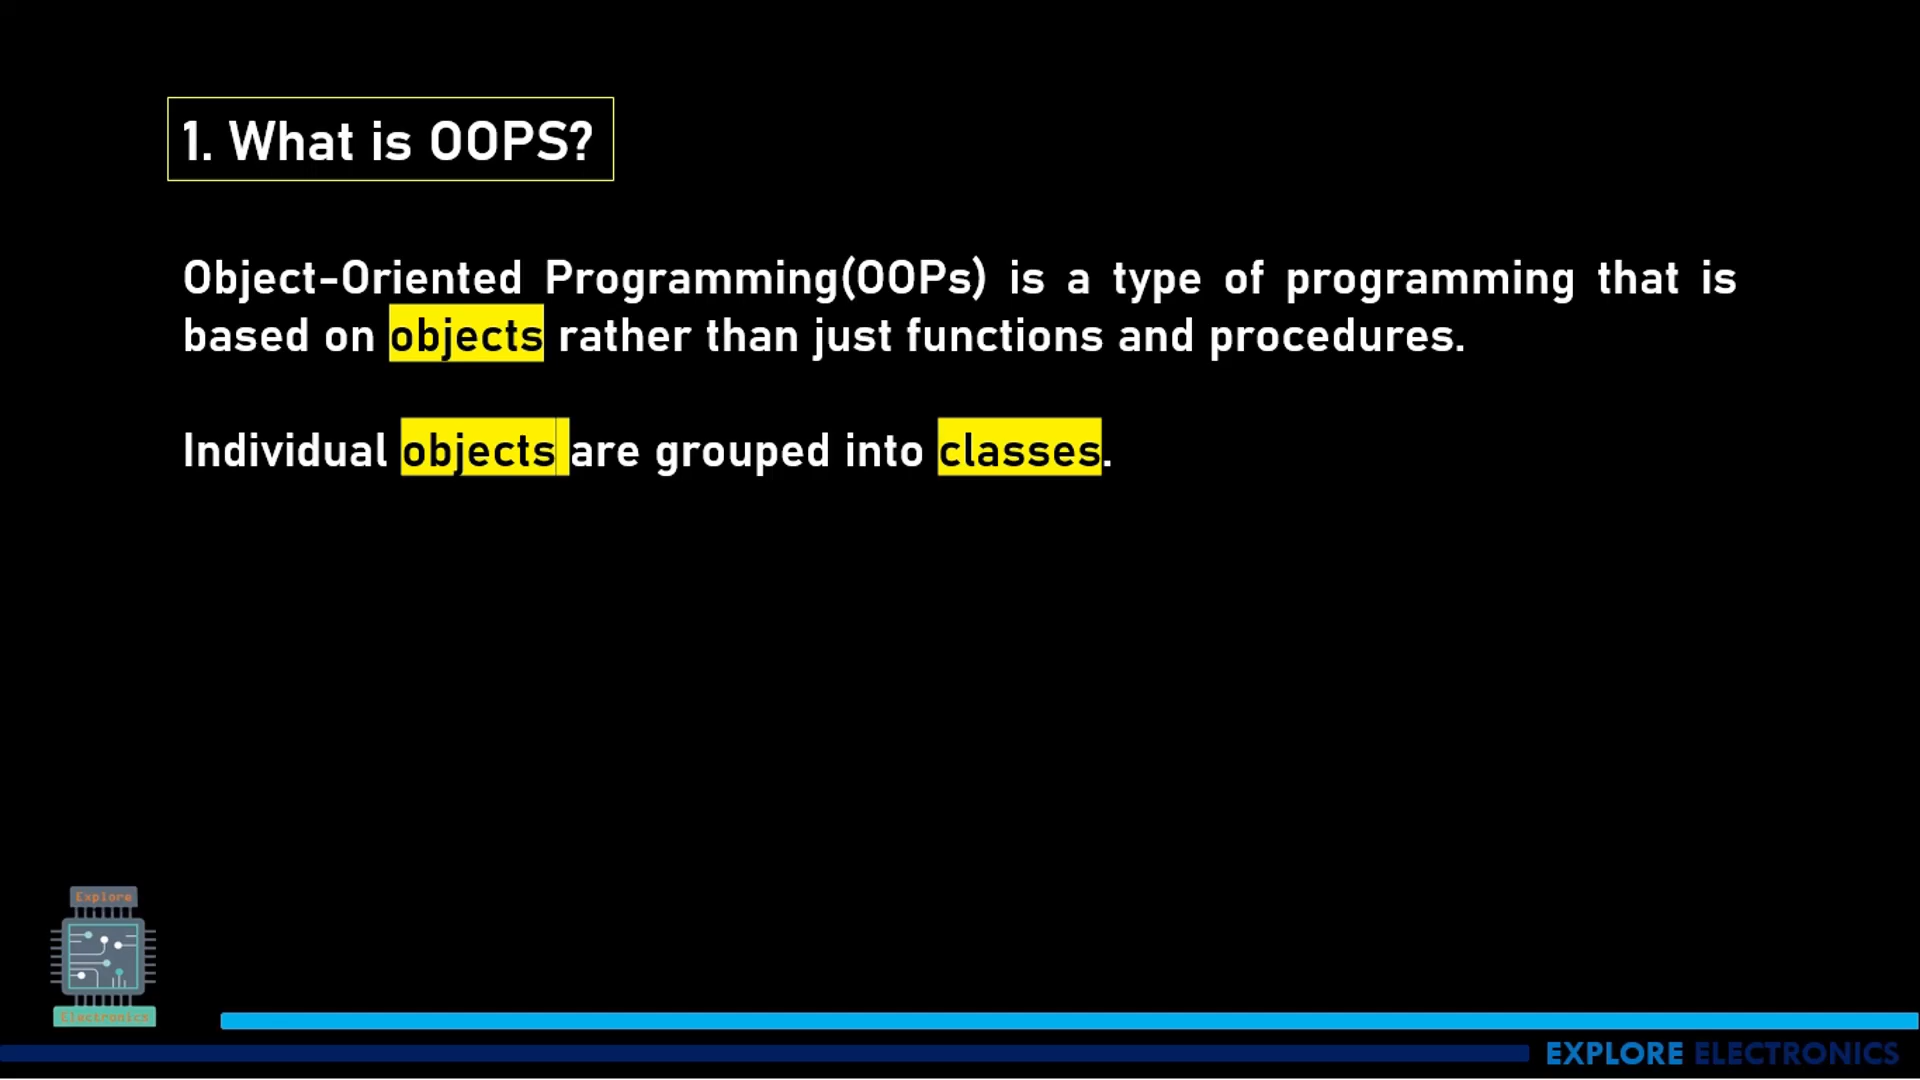 1. What is OOPS?
Object-Oriented Programming(OOPs) is a type of programming that is
based on objects rather than just functions and procedures.
Individual objects are grouped into classes.
Explore
Electronics
EXPLORE ELECTRONICS